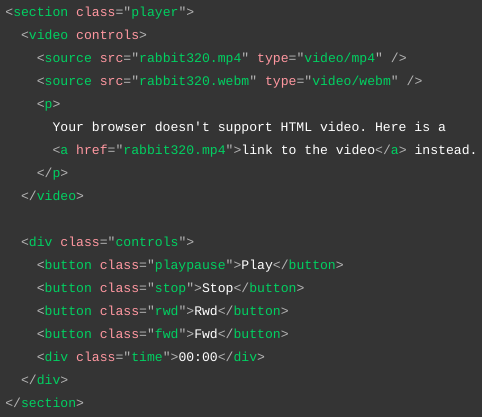 <section class="player">
  <video controls>
    <source src="rabbit320.mp4" type="video/mp4" />
    <source src="rabbit320.webm" type="video/webm" />
    <p>
      Your browser doesn't support HTML video. Here is a
      <a href="rabbit320.mp4">link to the video</a> instead.
    </p>
  </video>

  <div class="controls">
    <button class="playpause">Play</button>
    <button class="stop">Stop</button>
    <button class="rwd">Rwd</button>
    <button class="fwd">Fwd</button>
    <div class="time">00:00</div>
  </div>
</section>